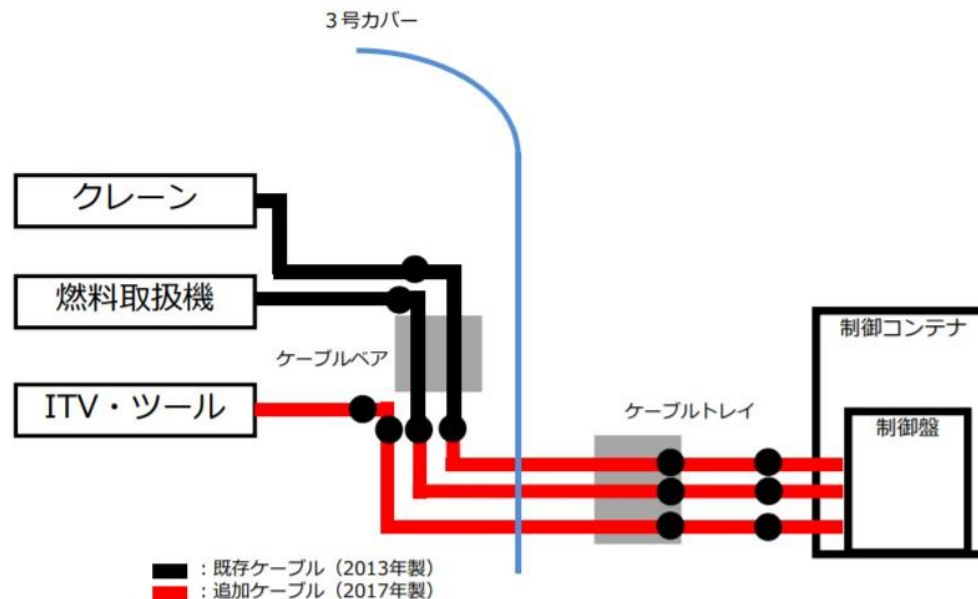 3号カバー
クレーン
燃料取扱機
ケーブルベア
ITV・ツール
ケーブルトレイ
制御コンテナ
制御盤
：既存ケーブル（2013年製）
：追加ケーブル（2017年製）